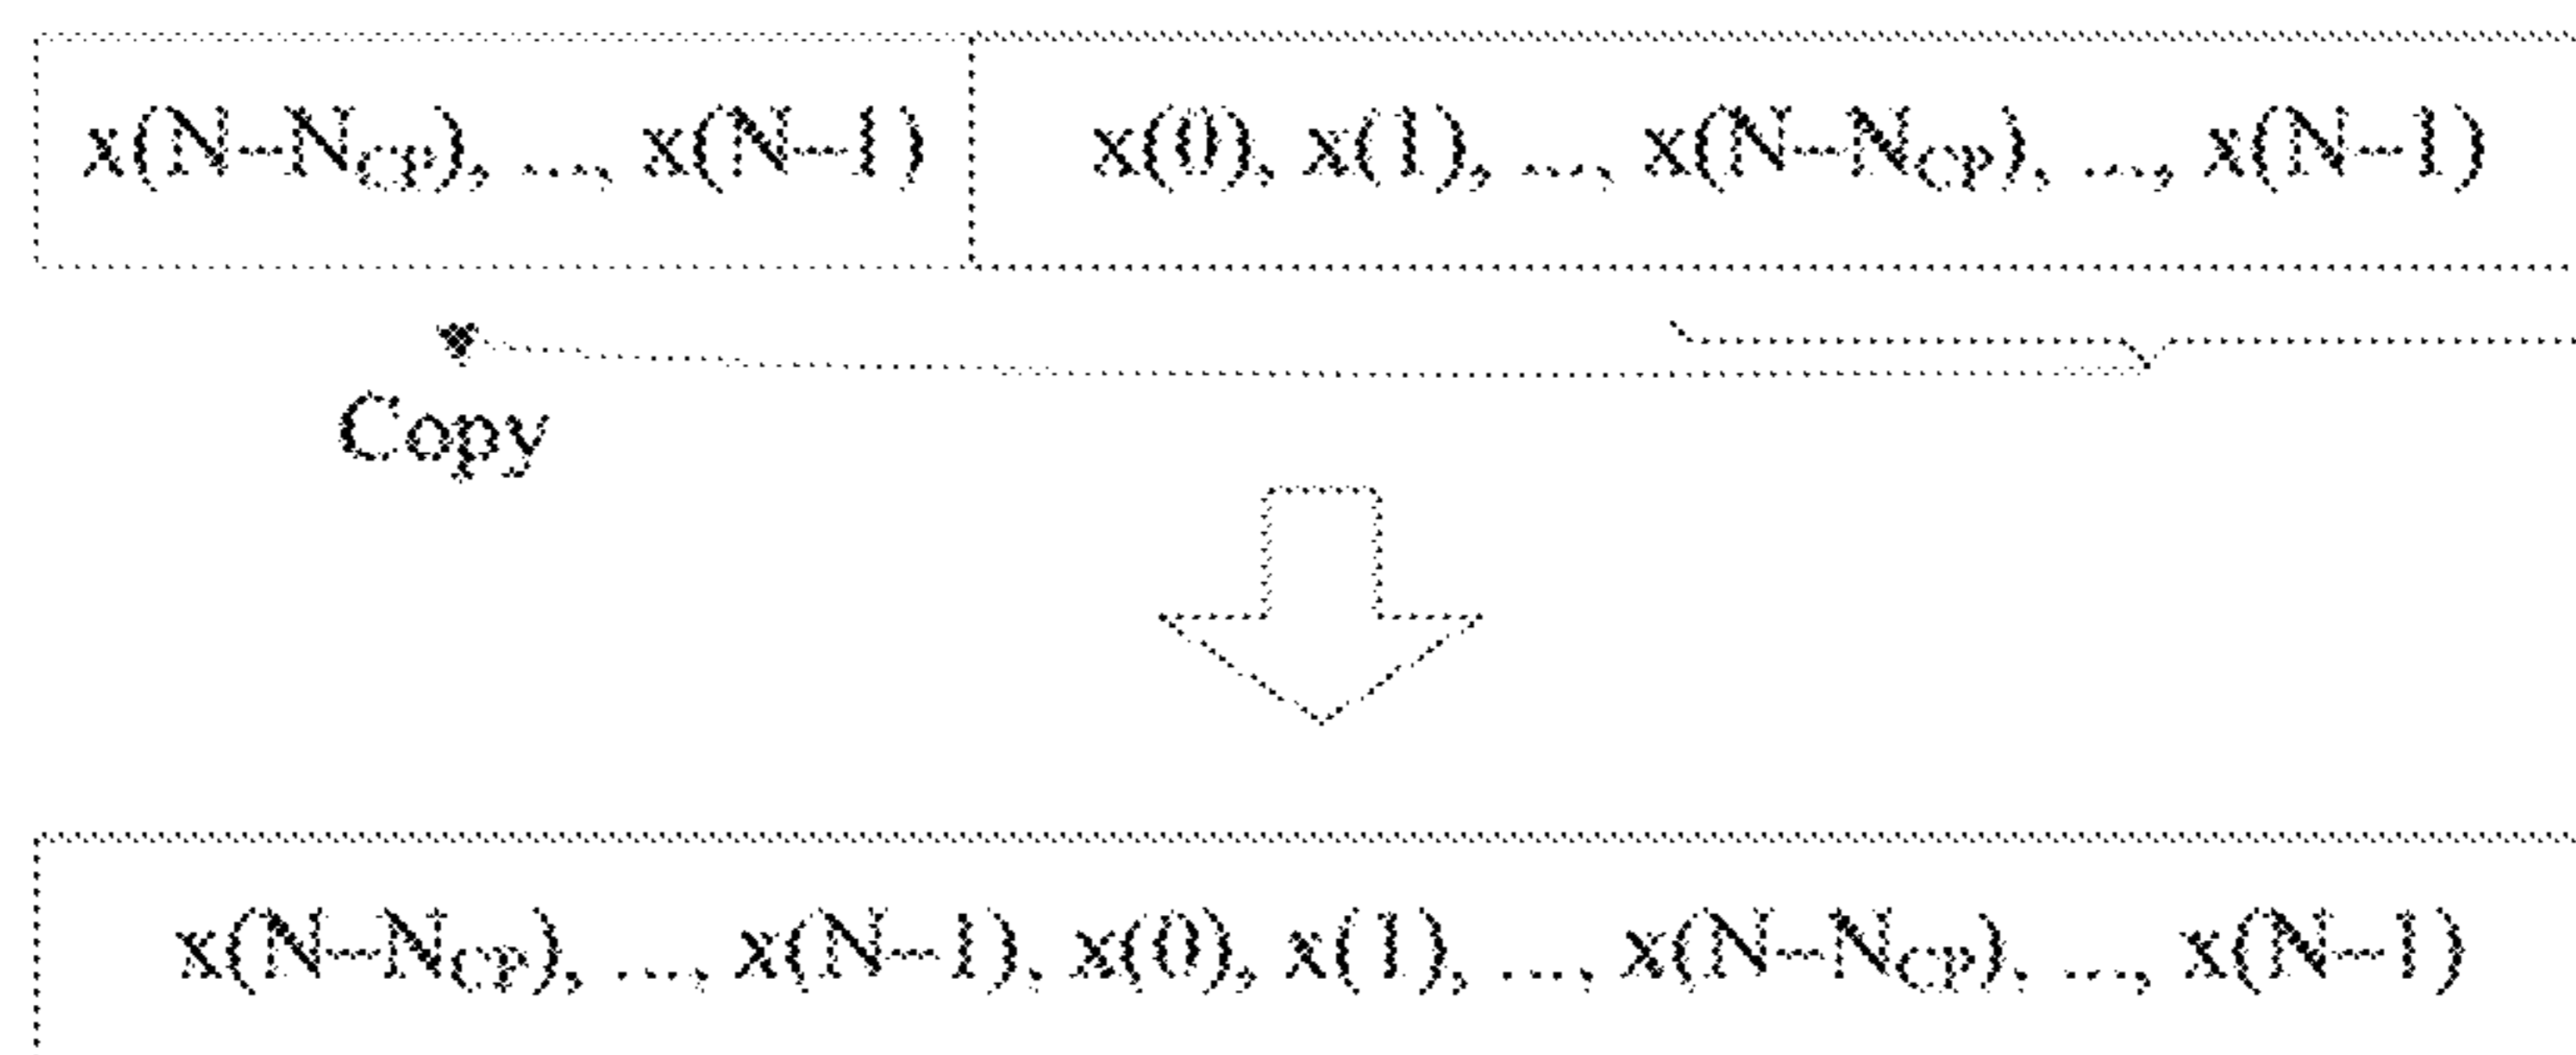 x(N–N_CP), ..., x(N–1) x(0), x(1), ..., x(N–N_CP), ..., x(N–1)
Copy
x(N–N_CP), ..., x(N–1), x(0), x(1), ..., x(N–N_CP), ..., x(N–1)